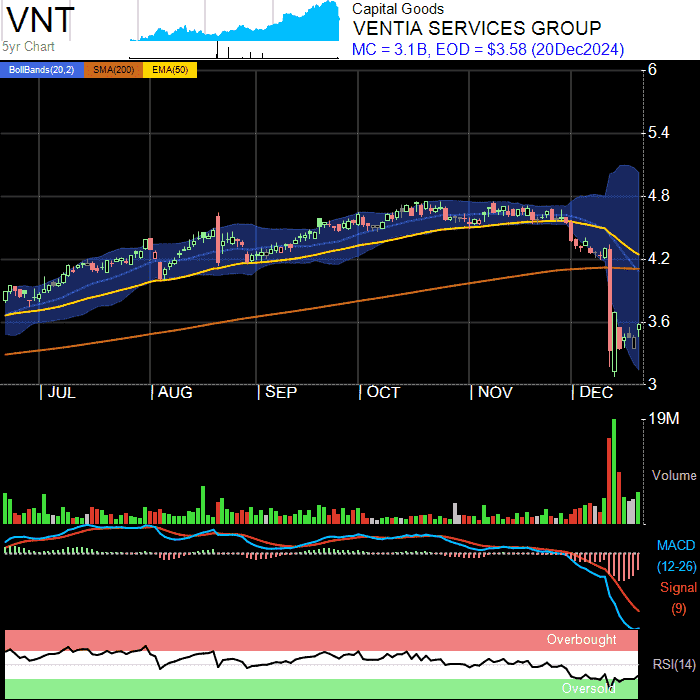 VNT
5yr Chart
Capital Goods
VENTIA SERVICES GROUP
MC = 3.1B, EOD = $3.58 (20Dec2024)
BollBands(20,2) SMA(200) EMA(50)
6
5.4
4.8
4.2
3.6
3
JUL AUG SEP OCT NOV DEC
19M
Volume
MACD
(12-26)
Signal
(9)
Overbought
RSI(14)
Oversold